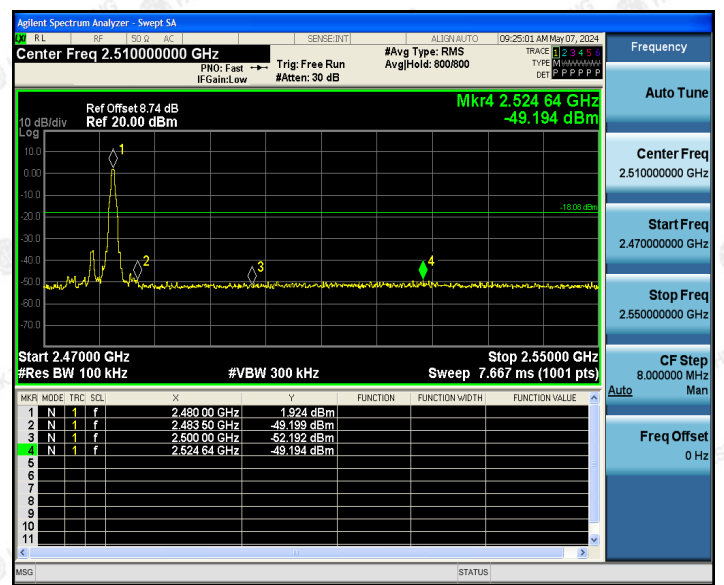 Agilent Spectrum Analyzer - Swept SA
LXI RL RF 50 Ω AC SENSE:INT ALIGN AUTO 09:25:01 AM May 07, 2024
Center Freq 2.510000000 GHz
PNO: Fast Trig: Free Run
IFGain:Low #Atten: 30 dB
#Avg Type: RMS
Avg|Hold: 800/800
TRACE 1 2 3 4 5 6
TYPE M
DET P P P P P P
Mkr4 2.524 64 GHz
-49.194 dBm
Ref Offset 8.74 dB
10 dB/div Ref 20.00 dBm
Log
10.0
0.00
-10.0
-20.0
-30.0
-40.0
-50.0
-60.0
-70.0
1
2
3
4
-18.08 dBm
Start 2.47000 GHz Stop 2.55000 GHz
#Res BW 100 kHz #VBW 300 kHz Sweep 7.667 ms (1001 pts)
MKR MODE TRC SCL X Y FUNCTION FUNCTION WIDTH FUNCTION VALUE
1 N 1 f 2.480 00 GHz 1.924 dBm
2 N 1 f 2.483 50 GHz -49.199 dBm
3 N 1 f 2.500 00 GHz -52.192 dBm
4 N 1 f 2.524 64 GHz -49.194 dBm
5
6
7
8
9
10
11
MSG STATUS
Frequency
Auto Tune
Center Freq
2.510000000 GHz
Start Freq
2.470000000 GHz
Stop Freq
2.550000000 GHz
CF Step
8.000000 MHz
Auto Man
Freq Offset
0 Hz